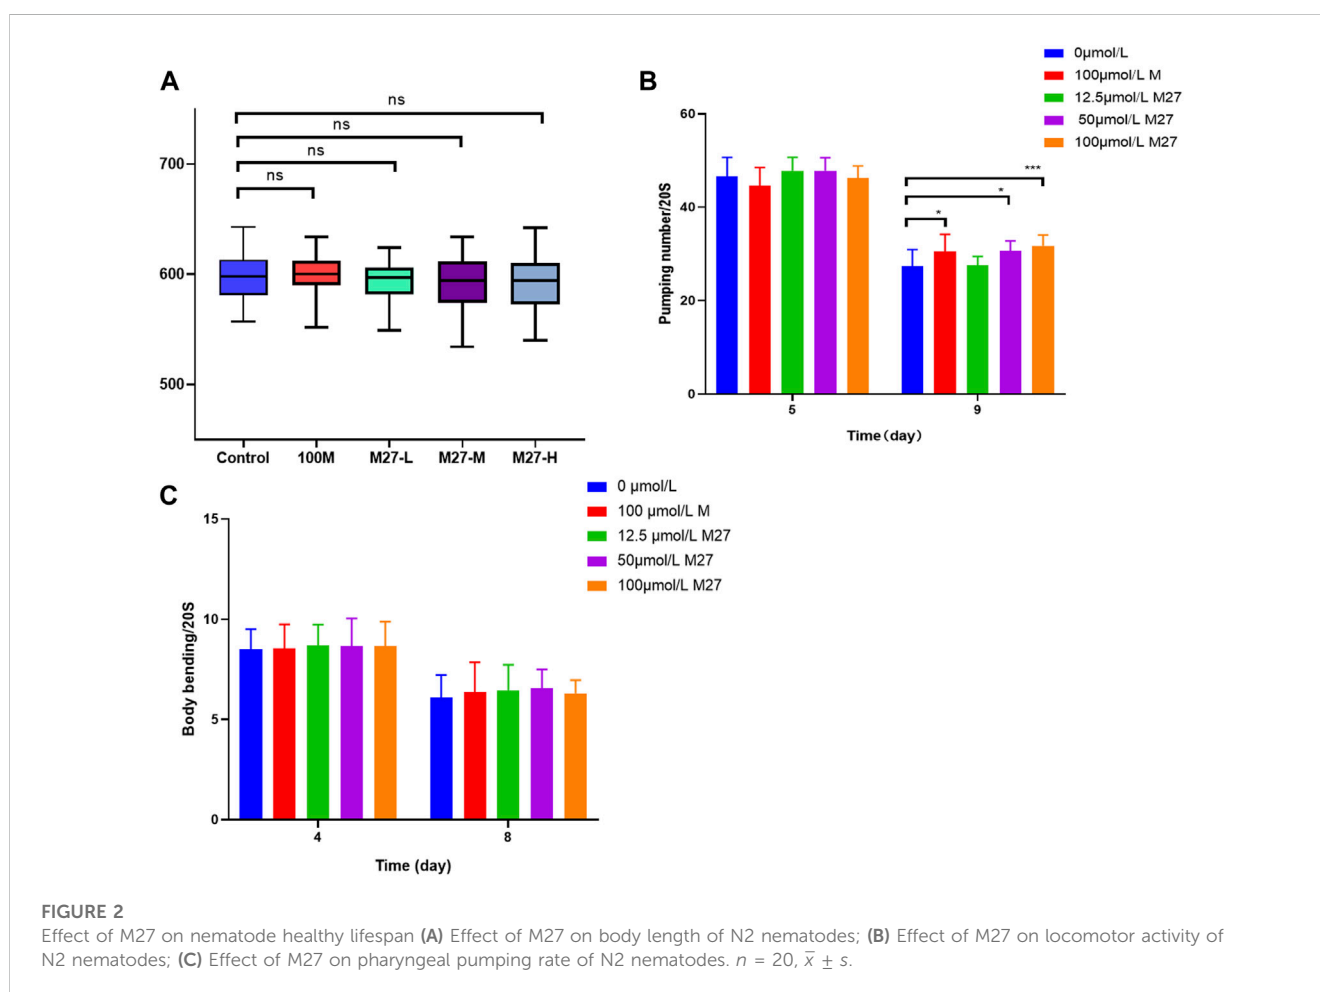 A
ns
ns
ns
ns
700
600
500
Control 100M M27-L M27-M M27-H
B
0μmol/L
100μmol/L M
12.5μmol/L M27
50μmol/L M27
100μmol/L M27
Pumping number/20S
60
40
20
0
***
*
*
5 9
Time(day)
C
0 μmol/L
100 μmol/L M
12.5 μmol/L M27
50μmol/L M27
100μmol/L M27
Body bending/20S
15
10
5
0
4 8
Time (day)
FIGURE 2
Effect of M27 on nematode healthy lifespan (A) Effect of M27 on body length of N2 nematodes; (B) Effect of M27 on locomotor activity of
N2 nematodes; (C) Effect of M27 on pharyngeal pumping rate of N2 nematodes. n = 20, x̅ ± s.